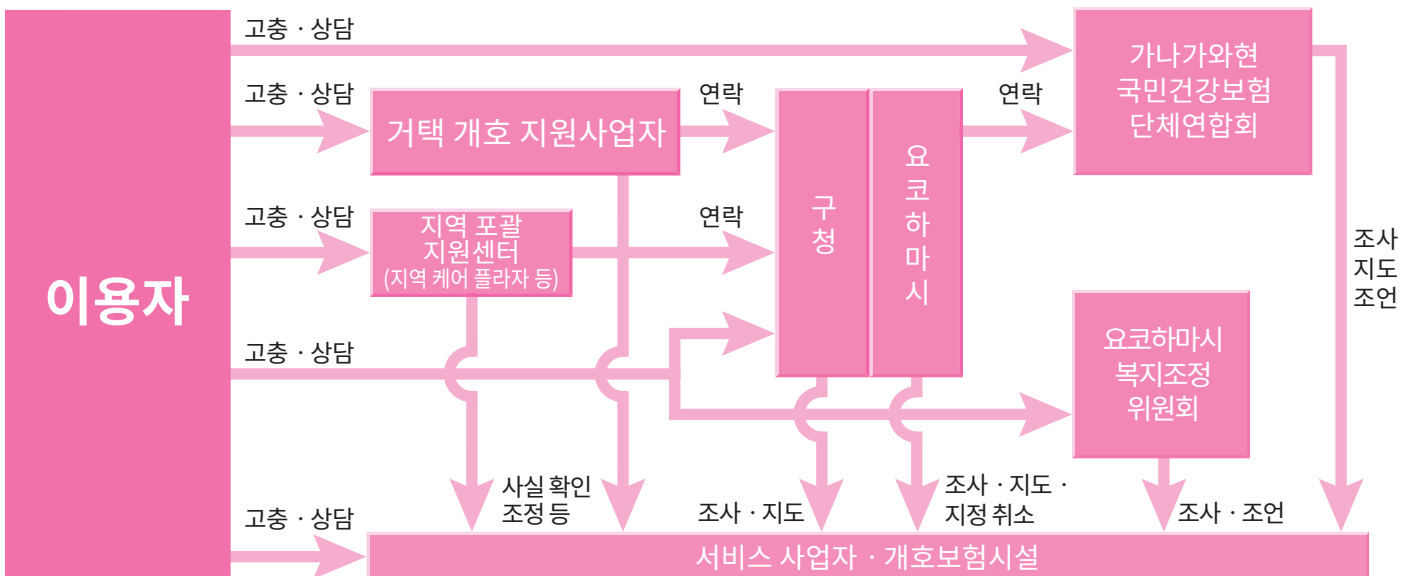 이용자
고충 · 상담
가나가와현
국민건강보험
단체연합회
고충 · 상담
거택 개호 지원사업자
연락
구청
요코하마시
연락
고충 · 상담
지역 포괄
지원센터
(지역 케어 플라자 등)
연락
조사
지도
조언
고충 · 상담
요코하마시
복지조정
위원회
사실 확인
조정 등
조사 · 지도
조사 · 지도 ·
지정 취소
조사 · 조언
고충 · 상담
서비스 사업자 · 개호보험시설